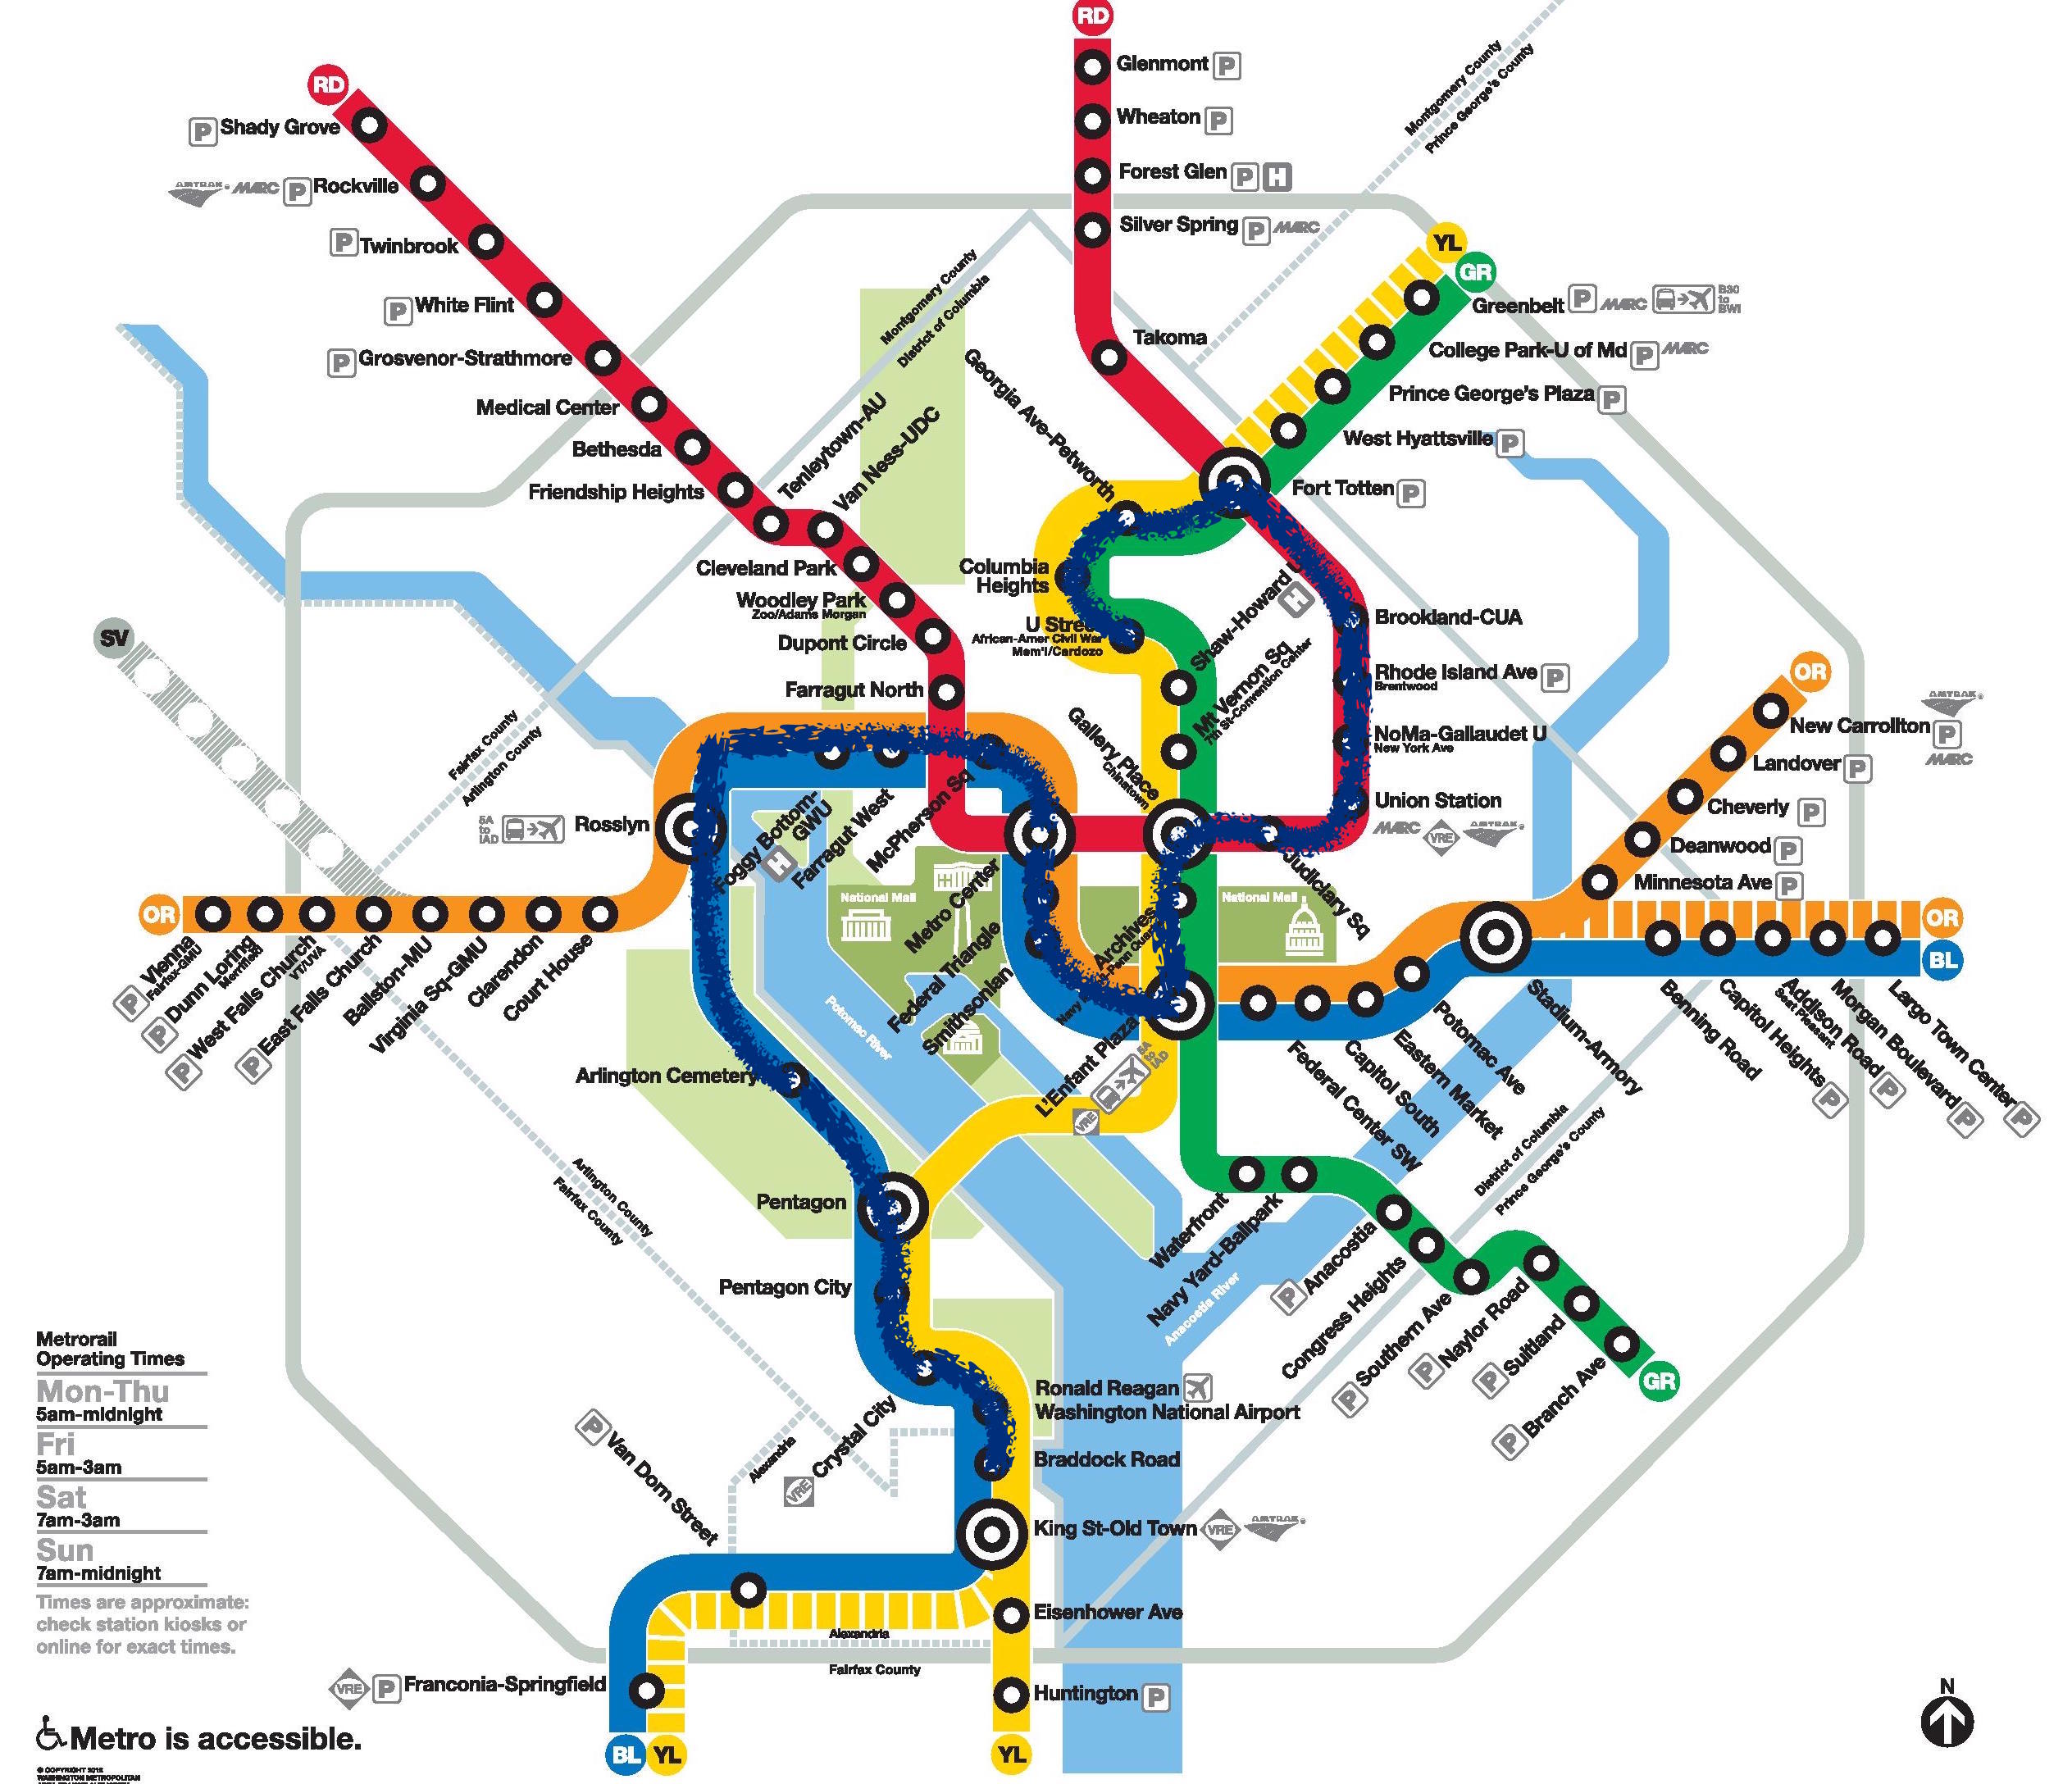 RD
Glenmont P
Wheaton P
Forest Glen P H
Silver Spring P MARC
Takoma
RD
P Shady Grove
AMTRAK MARC P Rockville
P Twinbrook
P White Flint
P Grosvenor-Strathmore
Medical Center
Bethesda
Friendship Heights
Tenleytown-AU
Van Ness-UDC
Cleveland Park
Woodley Park
Zoo/Adams Morgan
Dupont Circle
Farragut North
Montgomery County
Prince George's County
Montgomery County
District of Columbia
YL
GR
Greenbelt P MARC B30
to
BWI
College Park-U of Md P MARC
Prince George's Plaza P
West Hyattsville P
Fort Totten P
Georgia Ave-Petworth
Columbia
Heights
U Stree
African-Amer Civil War
Mem'l/Cardozo
Shaw-Howard
H
Mt Vernon Sq
7th St-Convention Center
Gallery Place
Chinatown
Brookland-CUA
Rhode Island Ave P
Brentwood
NoMa-Gallaudet U
New York Ave
Union Station
MARC VRE AMTRAK
Judiciary Sq
SV
Fairfax County
Arlington County
5A
to
IAD
Rosslyn
Foggy Bottom-
GWU
H
Farragut West
McPherson Sq
Metro Center
Federal Triangle
Smithsonian
National Mall
National Mall
Archives
L'Enfant Plaza
5A
to
IAD
VRE
Potomac River
OR
P Vienna
Fairfax-GMU
P Dunn Loring
Merrifield
P West Falls Church
VT/UVA
P East Falls Church
Ballston-MU
Virginia Sq-GMU
Clarendon
Court House
OR
New Carrollton
AMTRAK
P
MARC
Landover P
Cheverly P
Deanwood P
Minnesota Ave P
OR
BL
Federal Center SW
Capitol South
Eastern Market
Potomac Ave
Stadium-Armory
Benning Road
Capitol Heights P
Addison Road P
Seat Pleasant
Morgan Boulevard P
Largo Town Center P
District of Columbia
Prince George's County
Arlington Cemetery
Pentagon
Pentagon City
Arlington County
Fairfax County
VRE Crystal City
Ronald Reagan
Washington National Airport
Braddock Road
King St-Old Town VRE AMTRAK
Eisenhower Ave
Huntington P
YL
P Van Dorn Street
Alexandria
Alexandria
Fairfax County
VRE P Franconia-Springfield
BL YL
Waterfront
Navy Yard-Ballpark
Anacostia River
P Anacostia
Congress Heights
P Southern Ave
P Naylor Road
P Suitland
P Branch Ave
GR
Metrorail
Operating Times
Mon-Thu
5am-midnight
Fri
5am-3am
Sat
7am-3am
Sun
7am-midnight
Times are approximate:
check station kiosks or
online for exact times.
Metro is accessible.
© COPYRIGHT 2012
WASHINGTON METROPOLITAN
N